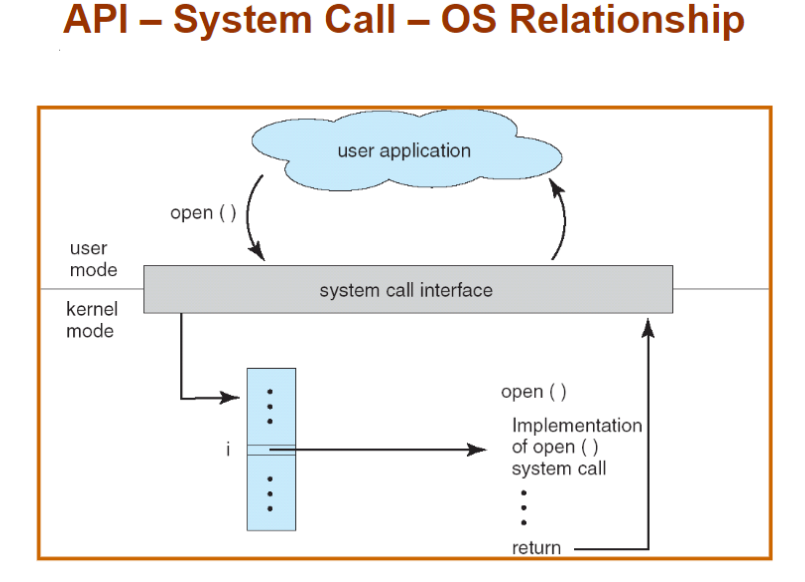 API – System Call – OS Relationship
user application
open ( )
user
mode
system call interface
kernel
mode
open ( )
Implementation
of open ( )
system call
i
return